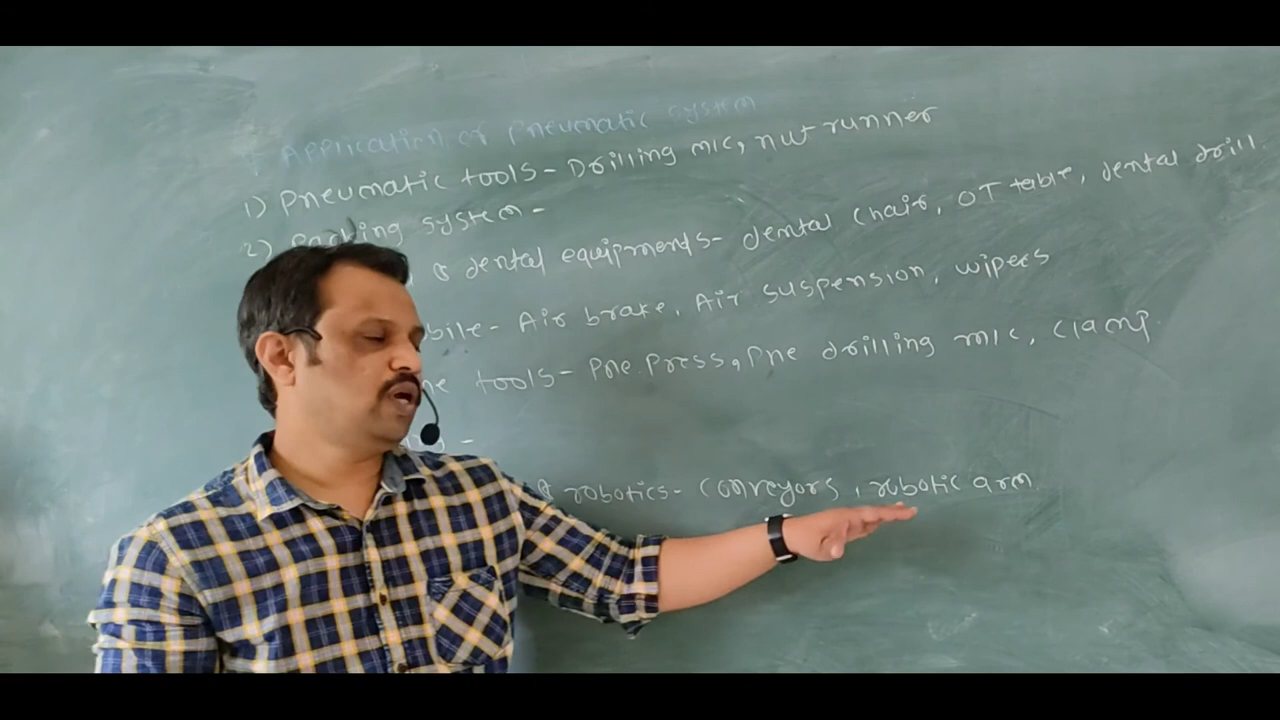 * Application of pneumatic system
1) Pneumatic tools - Drilling m/c, nut runner
2) Packing system -
& dental equipments - dental chair, OT table, dental drill.
bile - Air brake, Air suspension, wipers
ne tools - Pne. Press, Pne drilling m/c, clamp.
-
& robotics - conveyors, robotic arm.